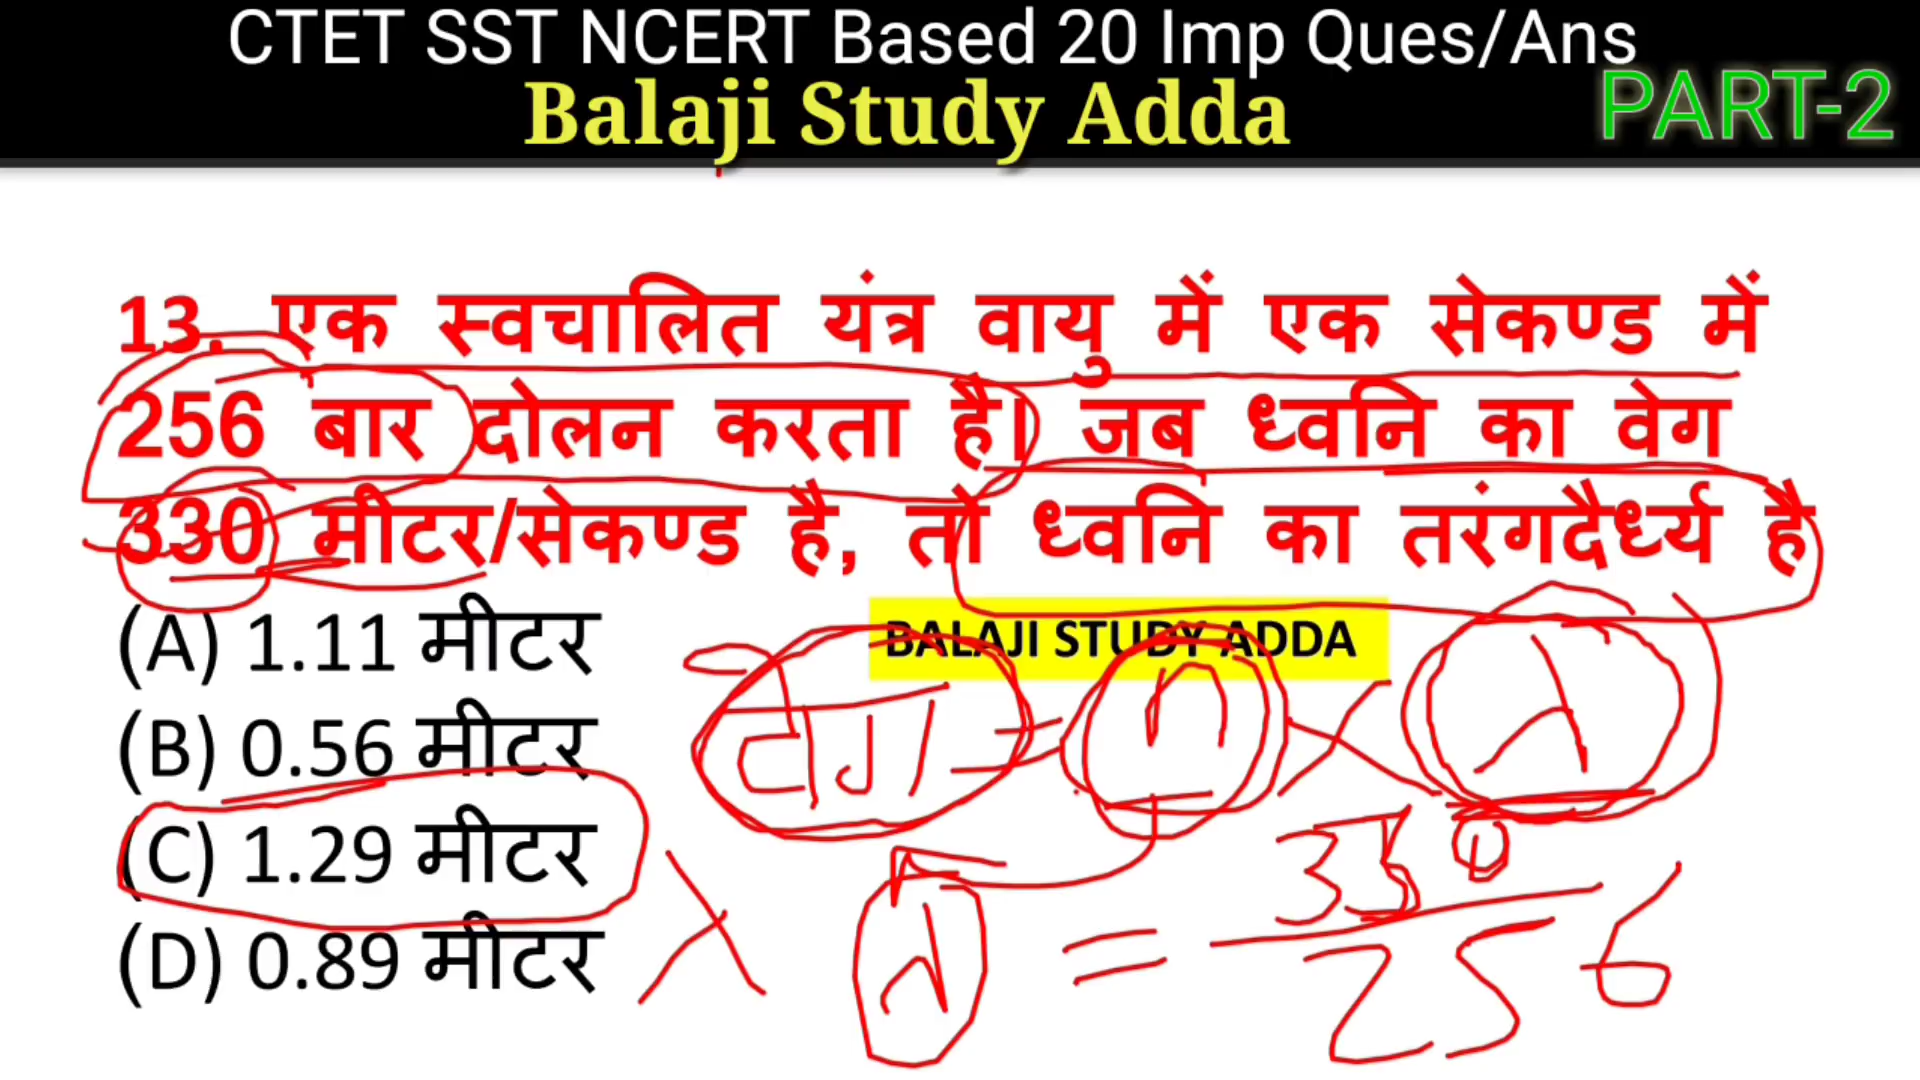 CTET SST NCERT Based 20 Imp Ques/Ans
Balaji Study Adda
PART-2
13. एक स्वचालित यंत्र वायु में एक सेकण्ड में
256 बार दोलन करता है। जब ध्वनि का वेग
330 मीटर/सेकण्ड है, तो ध्वनि का तरंगदैर्ध्य है
(A) 1.11 मीटर
BALAJI STUDY ADDA
(B) 0.56 मीटर
(C) 1.29 मीटर
(D) 0.89 मीटर
वेग = n × λ
λ = 330
256